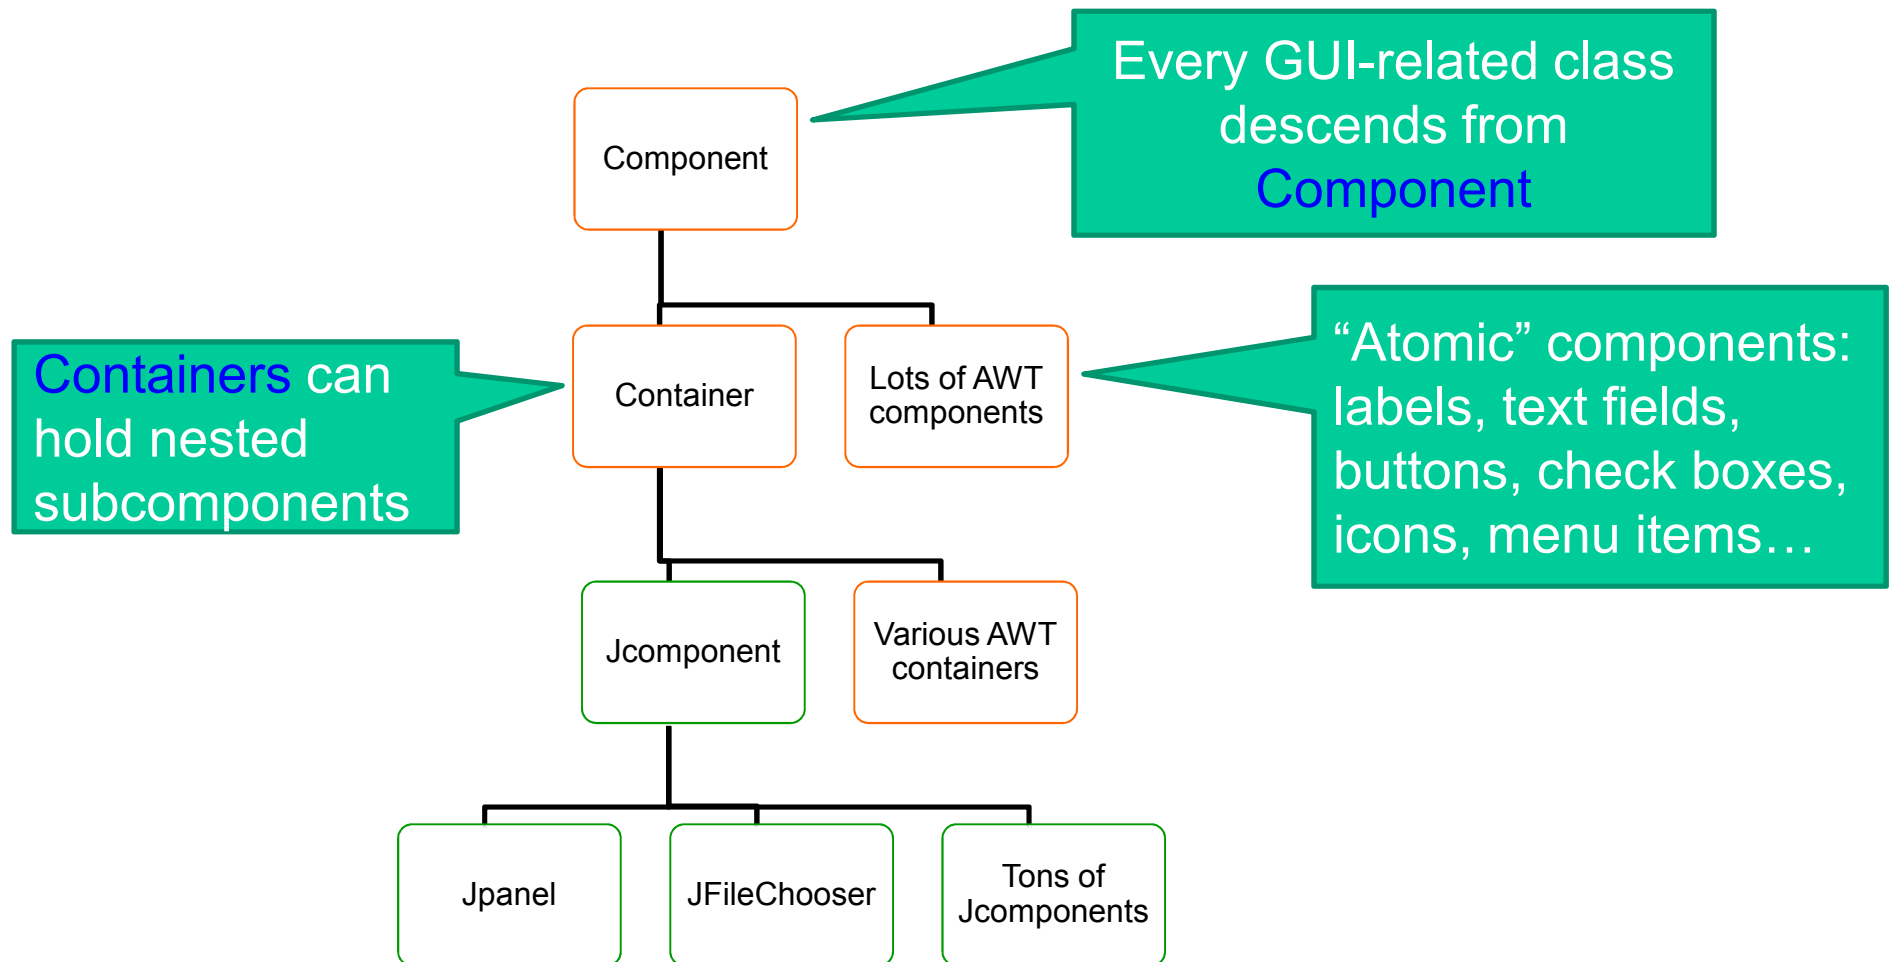 Every GUI-related class
descends from
Component
Component
Containers can
hold nested
subcomponents
Container
Lots of AWT
components
“Atomic” components:
labels, text fields,
buttons, check boxes,
icons, menu items…
Jcomponent
Various AWT
containers
Jpanel
JFileChooser
Tons of
Jcomponents